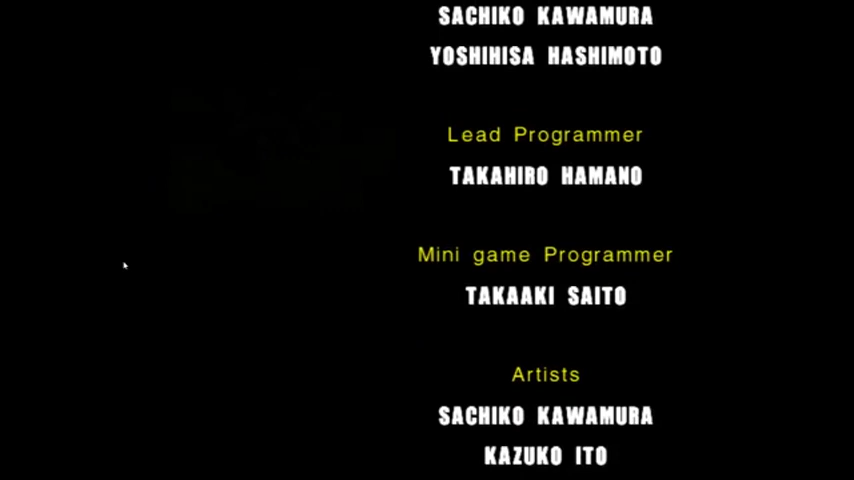 SACHIKO KAWAMURA
YOSHIHISA HASHIMOTO
Lead Programmer
TAKAHIRO HAMANO
Mini game Programmer
TAKAAKI SAITO
Artists
SACHIKO KAWAMURA
KAZUKO ITO